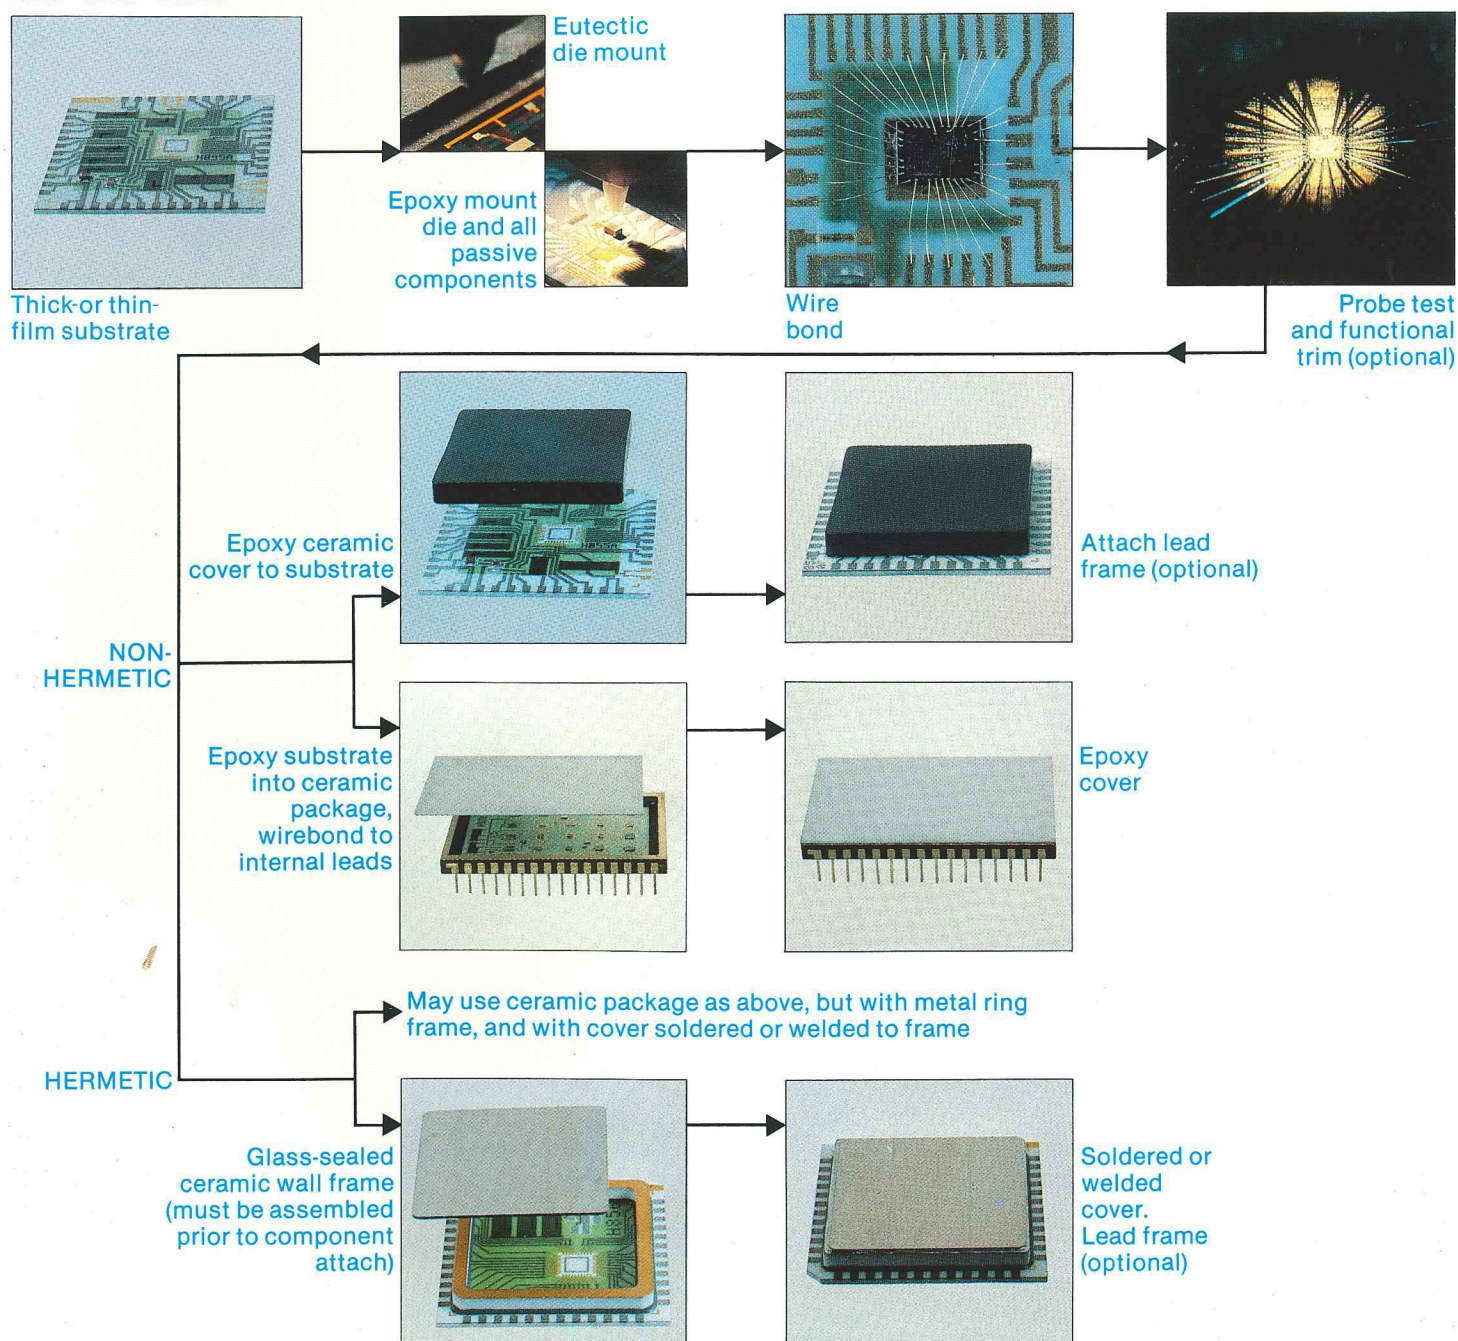 Eutectic
die mount
Epoxy mount
die and all
passive
components
Thick-or thin-
film substrate
Wire
bond
Probe test
and functional
trim (optional)
H855A
Epoxy ceramic
cover to substrate
H855A
Attach lead
frame (optional)
NON-
HERMETIC
Epoxy substrate
into ceramic
package,
wirebond to
internal leads
Epoxy
cover
May use ceramic package as above, but with metal ring
frame, and with cover soldered or welded to frame
HERMETIC
Glass-sealed
ceramic wall frame
(must be assembled
prior to component
attach)
Soldered or
welded
cover.
Lead frame
(optional)